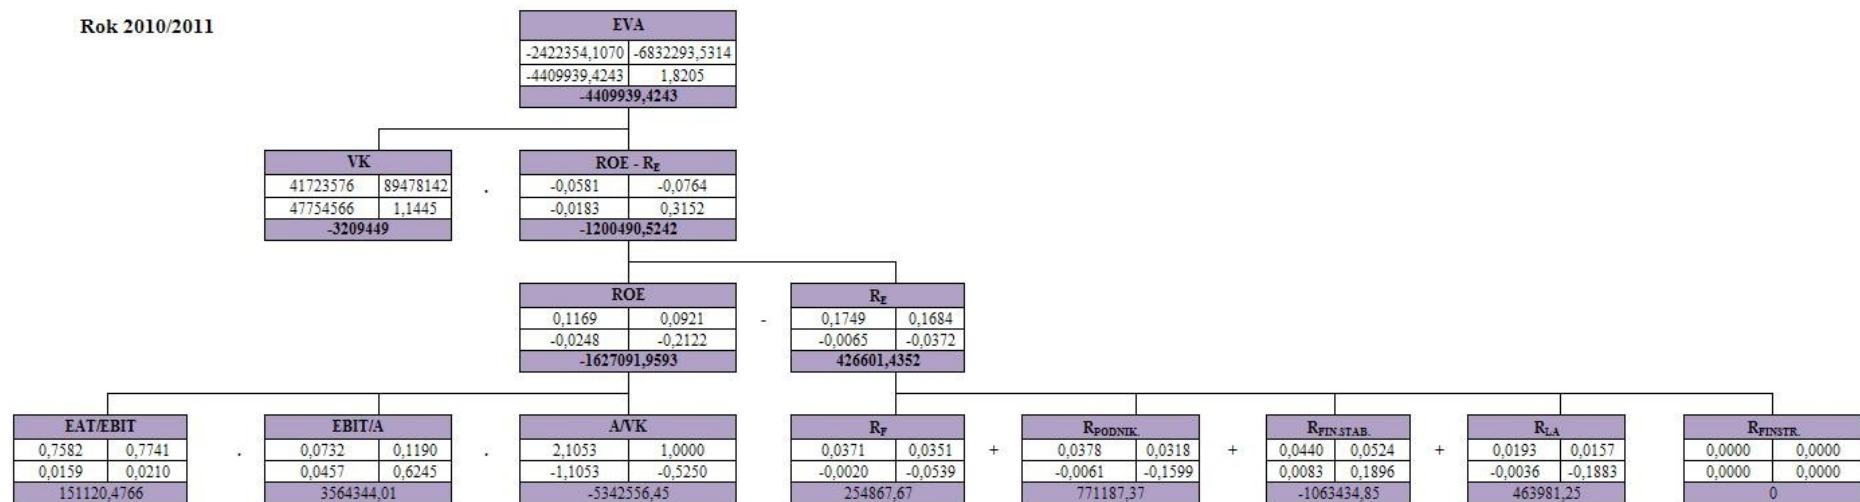 Rok 2010/2011
EVA
-2422354,1070 -6832293,5314
-4409939,4243 1,8205
-4409939,4243
VK ROE - RE
41723576 89478142 . -0,0581 -0,0764
47754566 1,1445 -0,0183 0,3152
-3209449 -1200490,5242
ROE RE
0,1169 0,0921 - 0,1749 0,1684
-0,0248 -0,2122 -0,0065 -0,0372
-1627091,9593 426601,4352
EAT/EBIT EBIT/A A/VK RF RPODNIK. RFIN.STAB. RLA RFINSTR.
0,7582 0,7741 . 0,0732 0,1190 . 2,1053 1,0000 0,0371 0,0351 + 0,0378 0,0318 + 0,0440 0,0524 + 0,0193 0,0157 0,0000 0,0000
0,0159 0,0210 0,0457 0,6245 -1,1053 -0,5250 -0,0020 -0,0539 -0,0061 -0,1599 0,0083 0,1896 -0,0036 -0,1883 0,0000 0,0000
151120,4766 3564344,01 -5342556,45 254867,67 771187,37 -1063434,85 463981,25 0